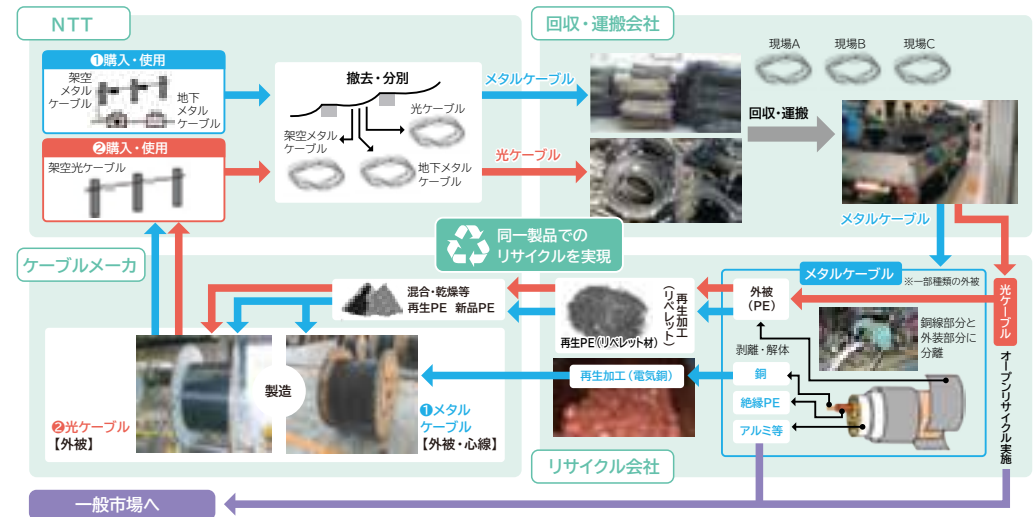 NTT
回収・運搬会社
❶購入・使用
架空
メタル
ケーブル
地下
メタル
ケーブル
❷購入・使用
架空光ケーブル
撤去・分別
光ケーブル
架空メタル
ケーブル
地下メタル
ケーブル
メタルケーブル
光ケーブル
現場A
現場B
現場C
回収・運搬
メタルケーブル
同一製品での
リサイクルを実現
ケーブルメーカ
混合・乾燥等
再生PE 新品PE
再生加工
(リペレット)
再生PE(リペレット材)
メタルケーブル
※一部種類の外被
外被
(PE)
銅線部分と
外装部分に
分離
剥離・解体
銅
絶縁PE
アルミ等
光ケーブル
オープンリサイクル実施
再生加工(電気銅)
製造
❷光ケーブル
【外被】
❶メタル
ケーブル
【外被・心線】
リサイクル会社
一般市場へ